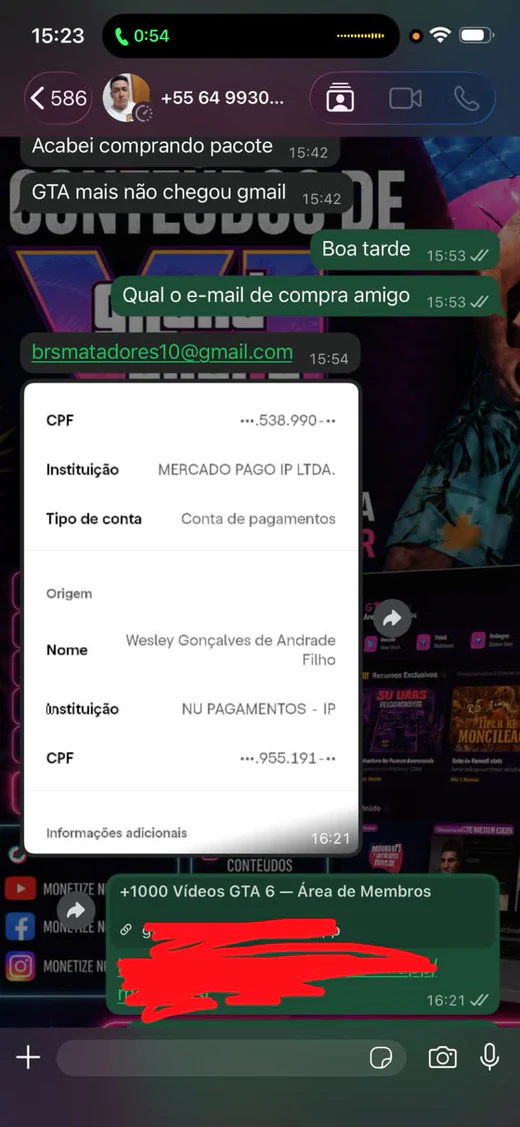 15:23
0:54
586
+55 64 9930...
Acabei comprando pacote
15:42
CONTEÚDOS DE
GTA mais não chegou gmail
15:42
Boa tarde
15:53
Qual o e-mail de compra amigo
15:53
brsmatadores10@gmail.com
15:54
CPF
•••.538.990-••
Instituição
MERCADO PAGO IP LTDA.
Tipo de conta
Conta de pagamentos
Origem
Nome
Wesley Gonçalves de Andrade
Filho
Instituição
NU PAGAMENTOS - IP
CPF
•••.955.191-••
Informações adicionais
16:21
Recursos Exclusivos
CONTEUDOS
+1000 Vídeos GTA 6 — Área de Membros
MONETIZE
MONETIZE
16:21